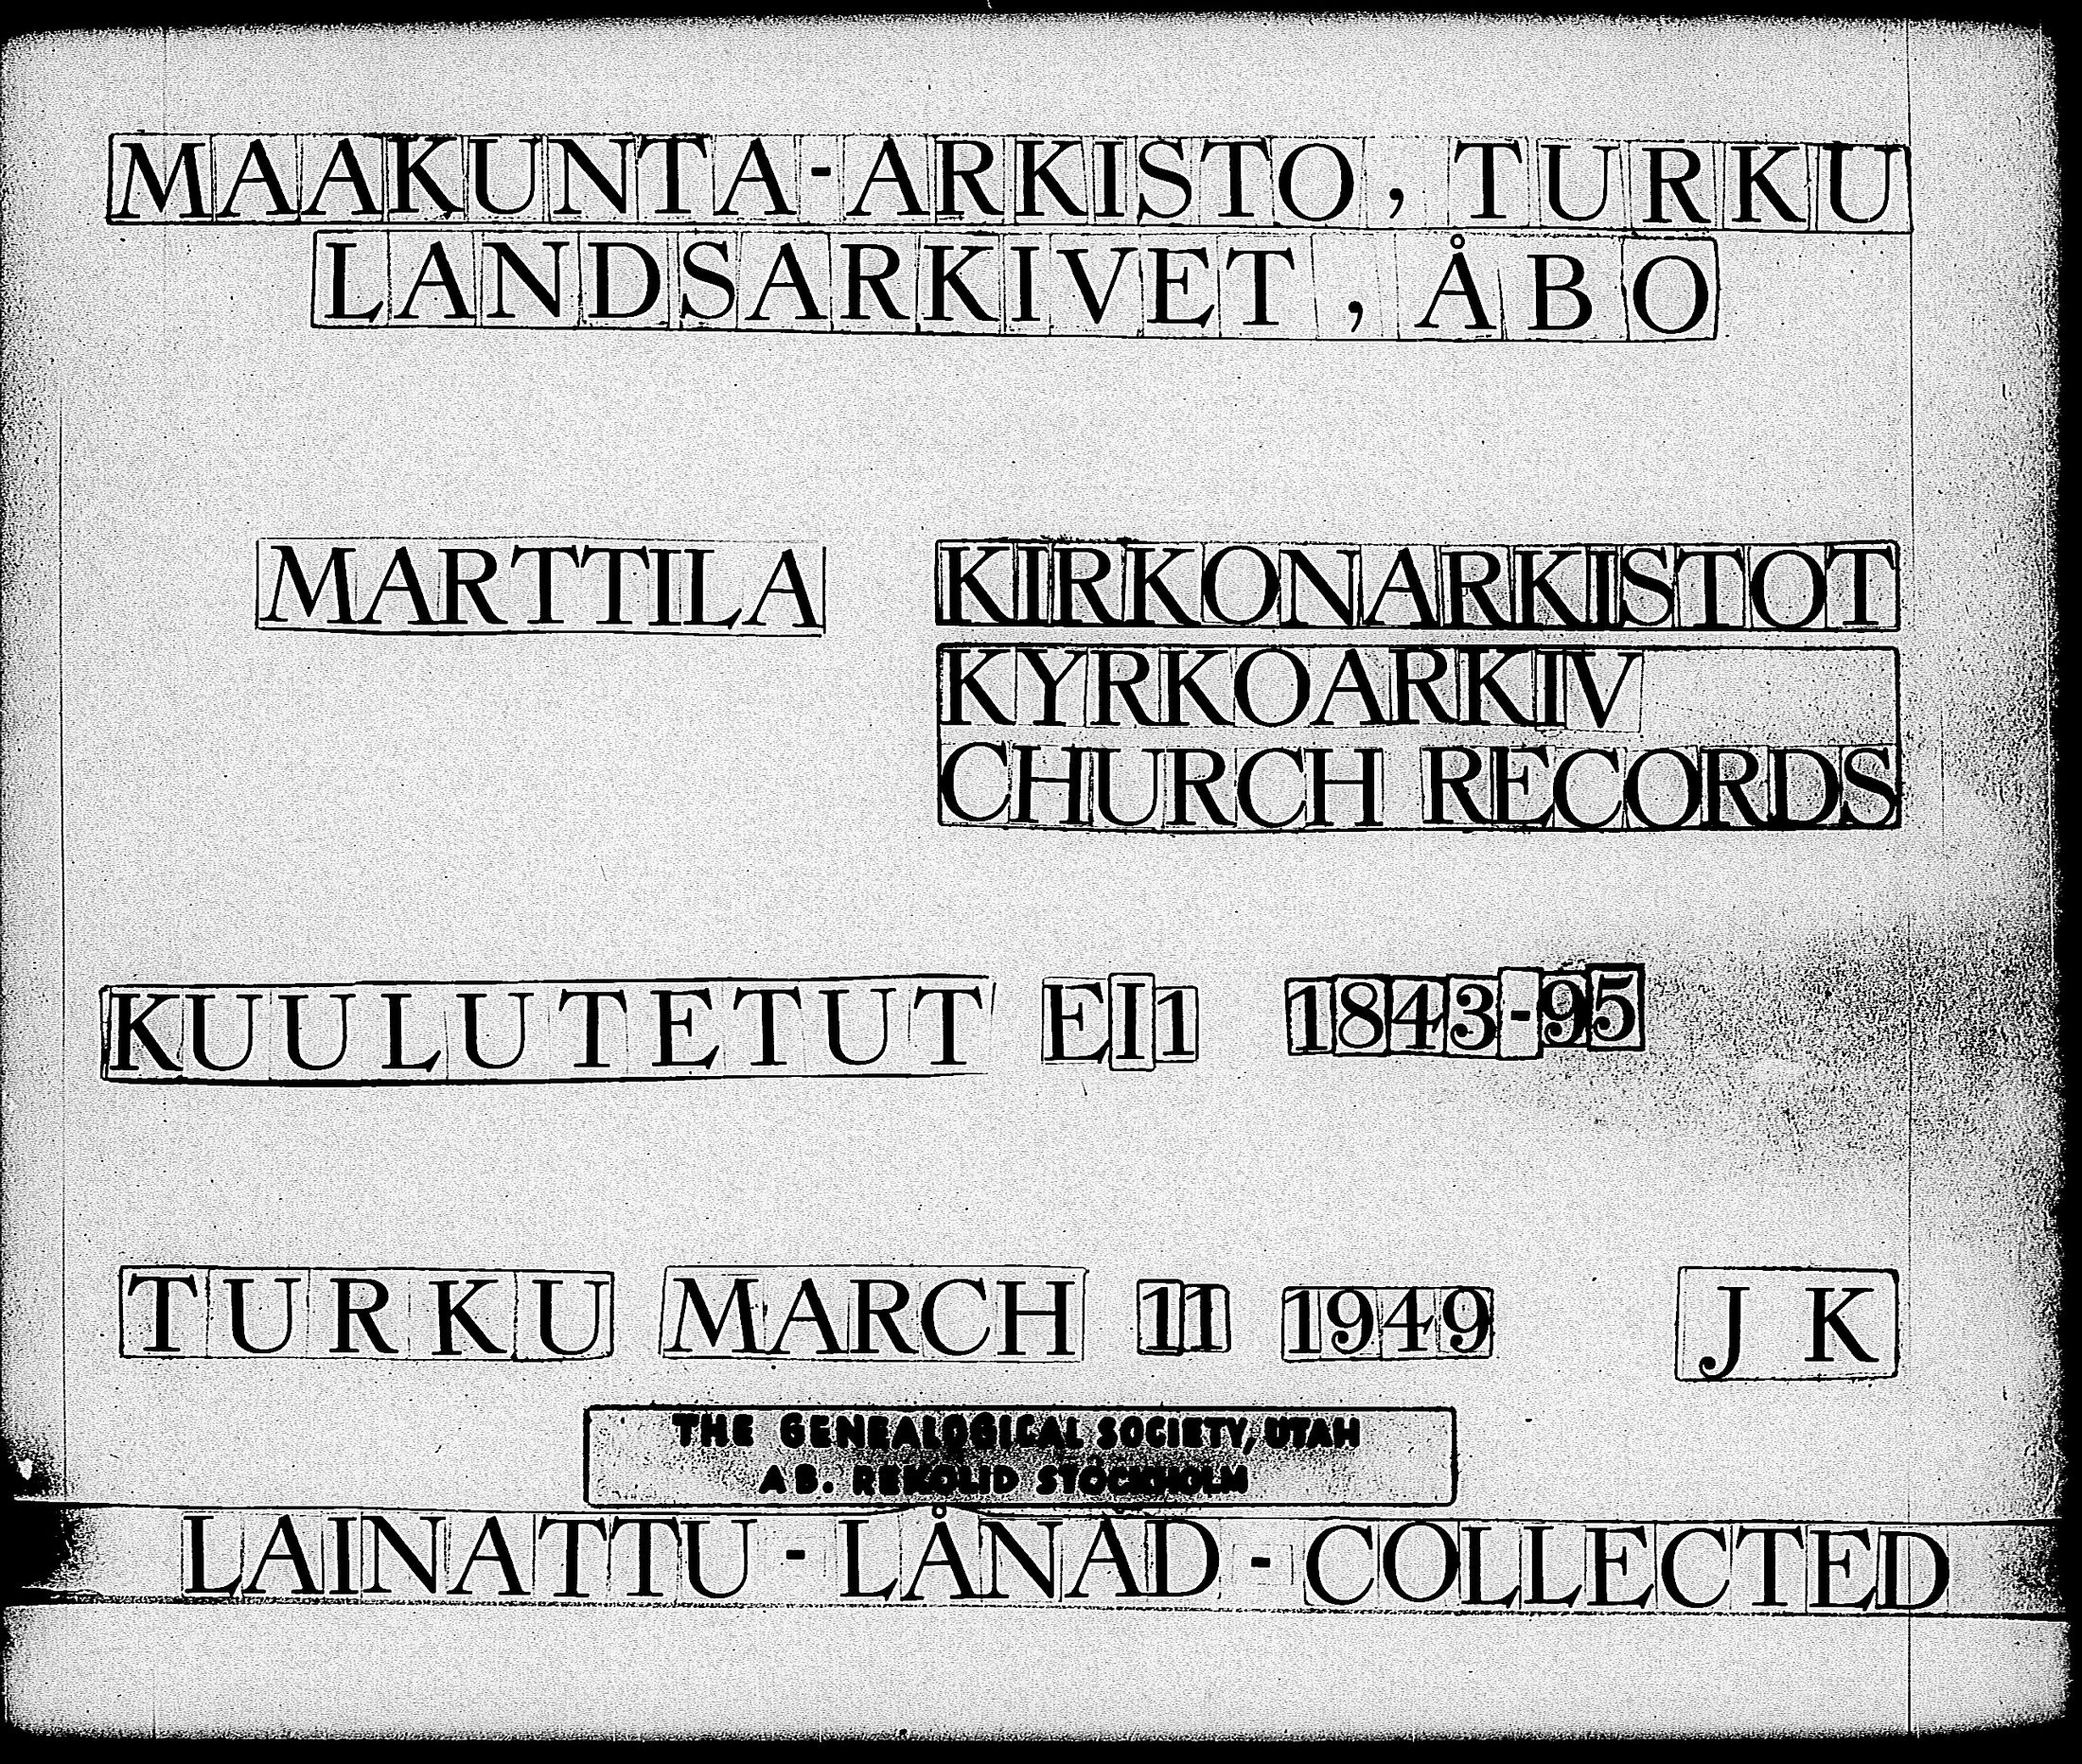 MAAKUNTA-ARKISTO, TURKU
LANDSARKIVET, ÅBO
MARTTILA KIRKONARKISTOT
KYRKOARKIV
CHURCH RECORDS
KUULUTETUT EI1 1843-95
TURKU MARCH 11 1949 J K
THE GENEALOGICAL SOCIETY, UTAH
AB. REKOLID STOCKHOLM
LAINATTU - LÅNAD - COLLECTED